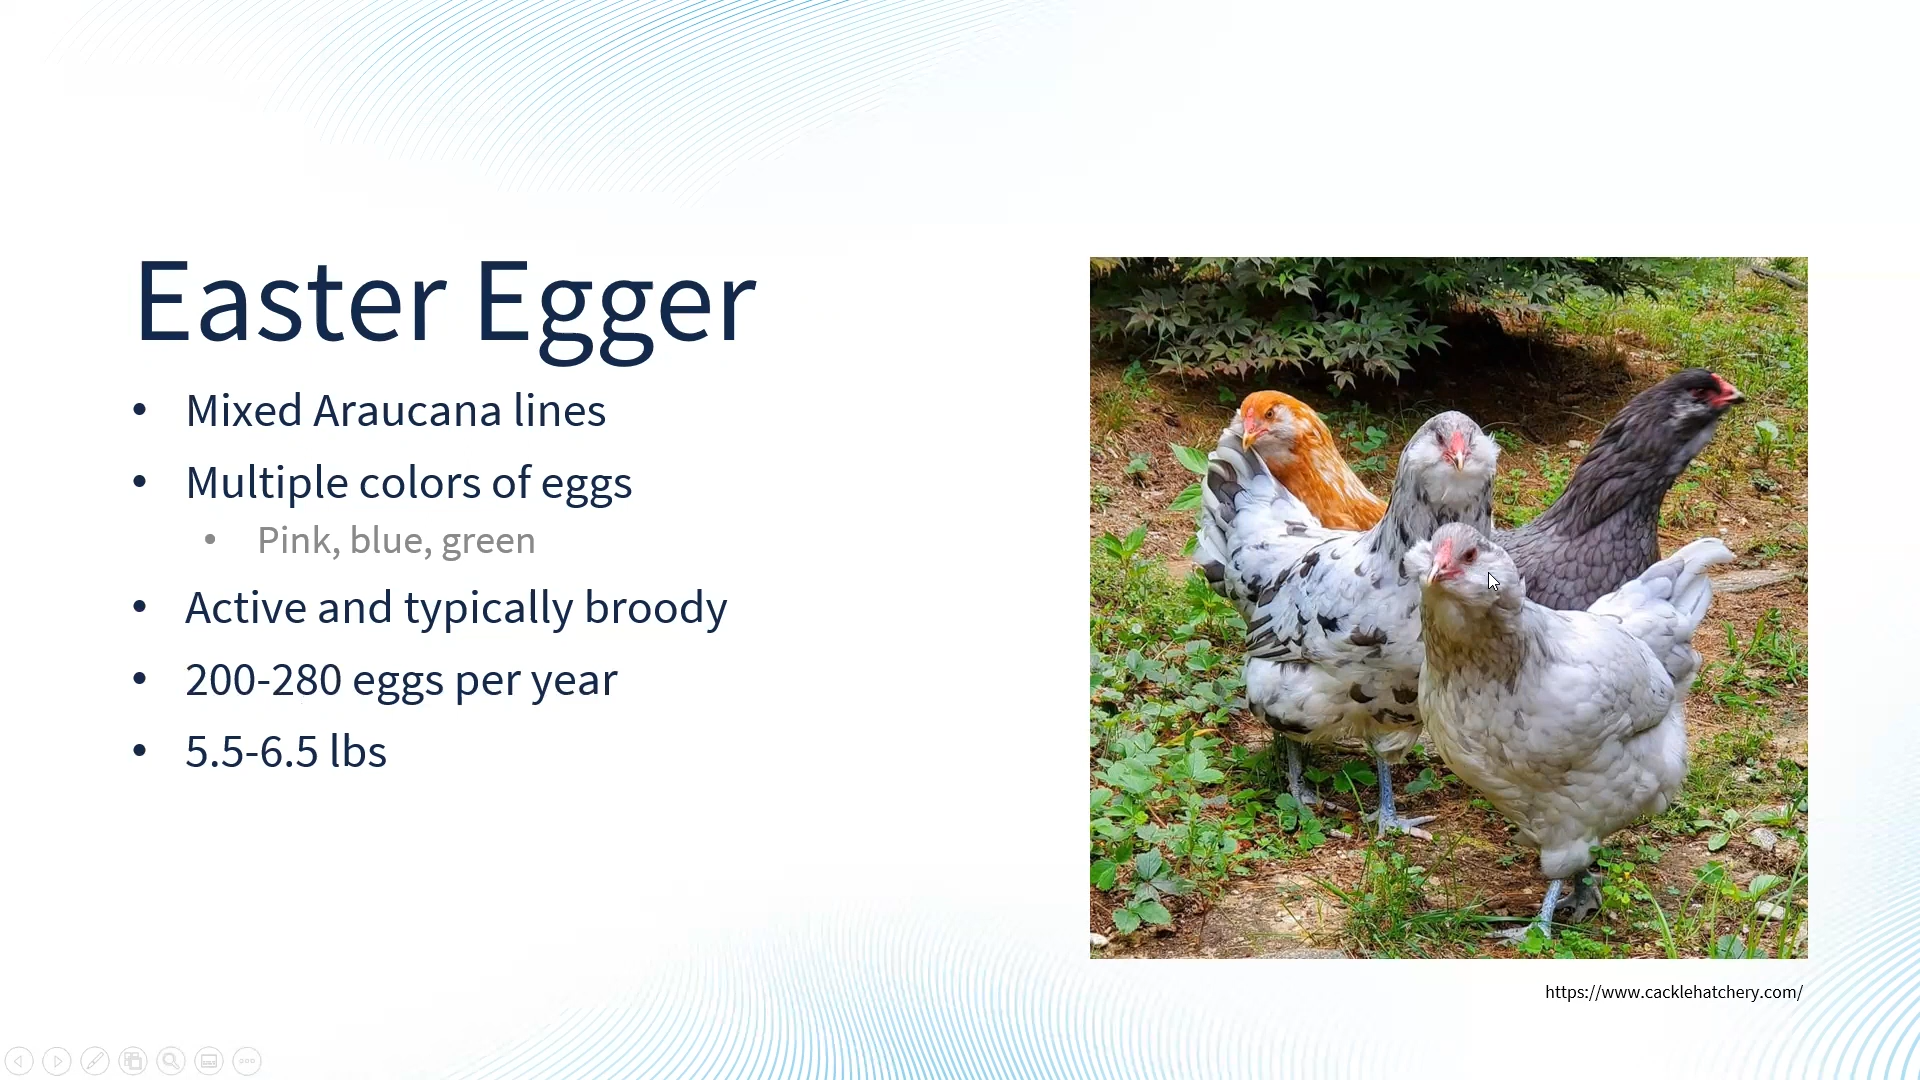 Easter Egger
• Mixed Araucana lines
• Multiple colors of eggs
• Pink, blue, green
• Active and typically broody
• 200-280 eggs per year
• 5.5-6.5 lbs
https://www.cacklehatchery.com/